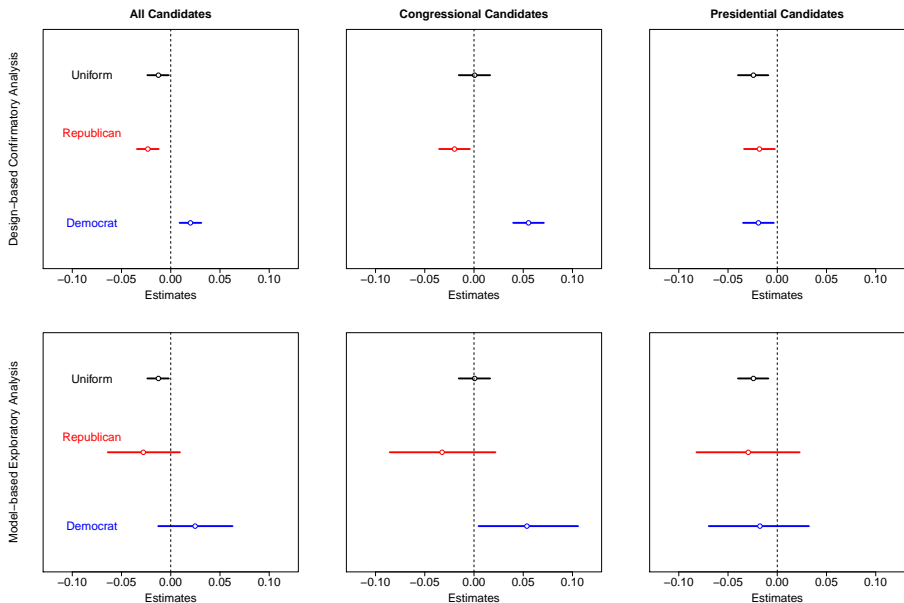 All Candidates
Congressional Candidates
Presidential Candidates
Design−based Confirmatory Analysis
Uniform
Republican
Democrat
−0.10 −0.05 0.00 0.05 0.10
−0.10 −0.05 0.00 0.05 0.10
−0.10 −0.05 0.00 0.05 0.10
Estimates
Estimates
Estimates
Model−based Exploratory Analysis
Uniform
Republican
Democrat
−0.10 −0.05 0.00 0.05 0.10
−0.10 −0.05 0.00 0.05 0.10
−0.10 −0.05 0.00 0.05 0.10
Estimates
Estimates
Estimates